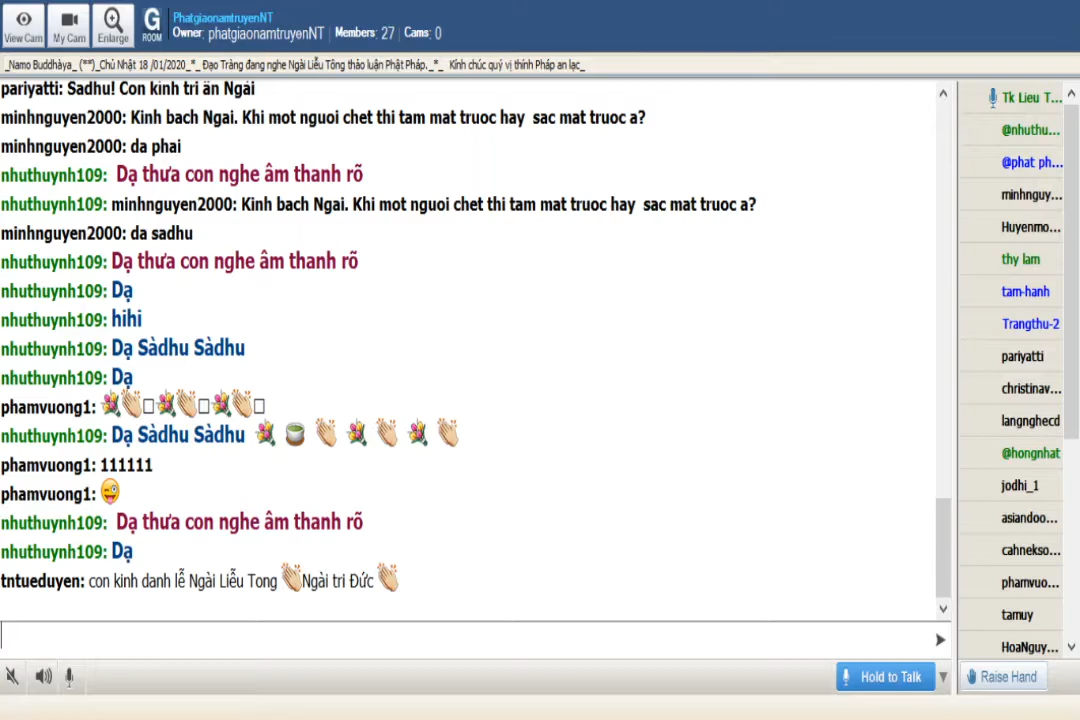 PhatgiaonamtruyenNT
View Cam My Cam Enlarge G ROOM Owner: phatgiaonamtruyenNT Members: 27 Cams: 0
_Namo Buddhàya_ (**)_Chủ Nhật 18 /01/2020_*_ Đạo Tràng đang nghe Ngài Liễu Tông thảo luận Phật Pháp._*_ Kính chúc quý vị thính Pháp an lạc_
pariyatti: Sadhu! Con kính tri ân Ngài
minhnguyen2000: Kinh bach Ngai. Khi mot nguoi chet thi tam mat truoc hay sac mat truoc a?
minhnguyen2000: da phai
nhuthuynh109: Dạ thưa con nghe âm thanh rõ
nhuthuynh109: minhnguyen2000: Kinh bach Ngai. Khi mot nguoi chet thi tam mat truoc hay sac mat truoc a?
minhnguyen2000: da sadhu
nhuthuynh109: Dạ thưa con nghe âm thanh rõ
nhuthuynh109: Dạ
nhuthuynh109: hihi
nhuthuynh109: Dạ Sàdhu Sàdhu
nhuthuynh109: Dạ
phamvuong1:
nhuthuynh109: Dạ Sàdhu Sàdhu
phamvuong1: 111111
phamvuong1:
nhuthuynh109: Dạ thưa con nghe âm thanh rõ
nhuthuynh109: Dạ
tntueduyen: con kinh danh lễ Ngài Liễu Tong Ngài tri Đức
Tk Lieu T...
@nhuthu...
@phat ph...
minhnguy...
Huyenmo...
thy lam
tam-hanh
Trangthu-2
pariyatti
christinav...
langnghecd
@hongnhat
jodhi_1
asiandoo...
cahnekso...
phamvuo...
tamuy
HoaNguy...
Hold to Talk
Raise Hand